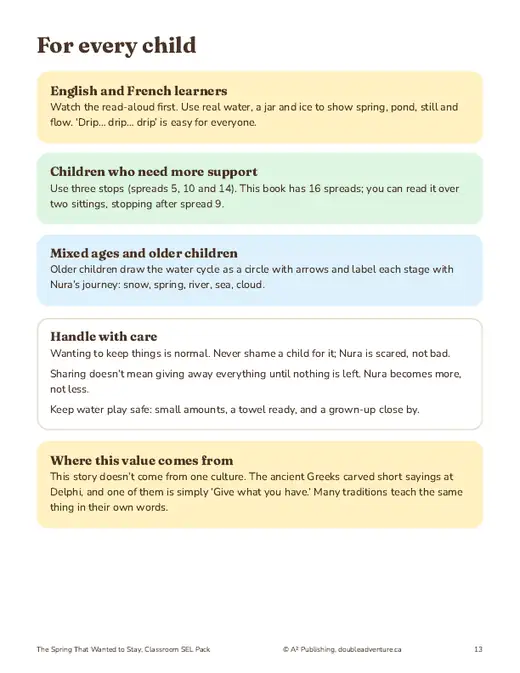 For every child
English and French learners
Watch the read-aloud first. Use real water, a jar and ice to show spring, pond, still and
flow. ‘Drip... drip... drip’ is easy for everyone.
Children who need more support
Use three stops (spreads 5, 10 and 14). This book has 16 spreads; you can read it over
two sittings, stopping after spread 9.
Mixed ages and older children
Older children draw the water cycle as a circle with arrows and label each stage with
Nura’s journey: snow, spring, river, sea, cloud.
Handle with care
Wanting to keep things is normal. Never shame a child for it; Nura is scared, not bad.
Sharing doesn’t mean giving away everything until nothing is left. Nura becomes more,
not less.
Keep water play safe: small amounts, a towel ready, and a grown-up close by.
Where this value comes from
This story doesn’t come from one culture. The ancient Greeks carved short sayings at
Delphi, and one of them is simply ‘Give what you have.’ Many traditions teach the same
thing in their own words.
The Spring That Wanted to Stay, Classroom SEL Pack
© A² Publishing, doubleadventure.ca
13